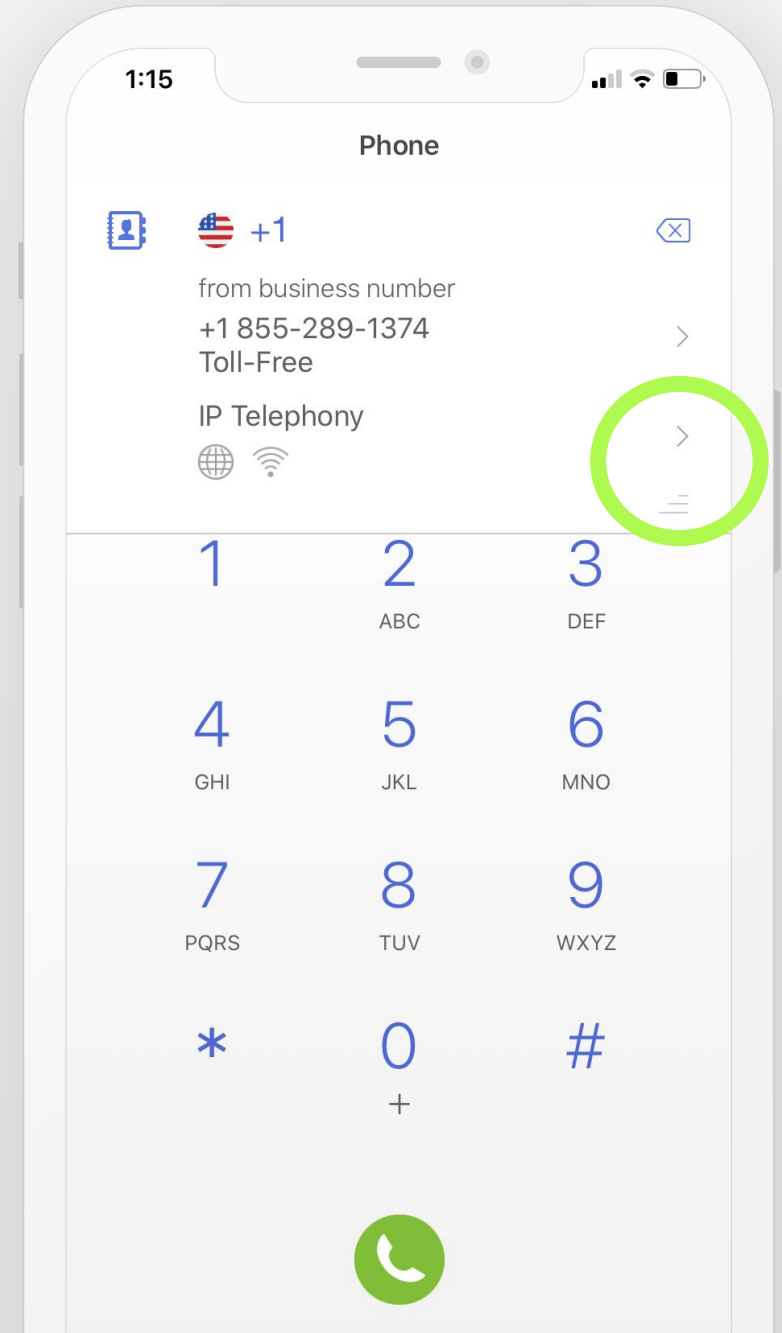 1:15
Phone
+1
from business number
+1 855-289-1374
Toll-Free
IP Telephony
1 2 3
ABC DEF
4 5 6
GHI JKL MNO
7 8 9
PQRS TUV WXYZ
* 0 #
+